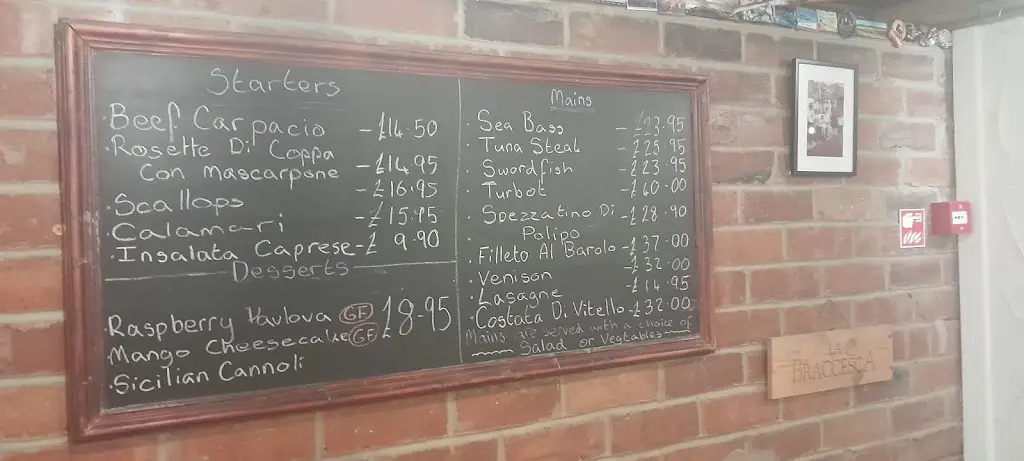 Starters
Beef Carpacio -£14.50
Rosette Di Coppa
Con Mascarpone -£14.95
Scallops -£16.95
Calamari -£15.95
Insalata Caprese -£9.90
Desserts
Raspberry Pavlova GF
Mango Cheesecake GF £8.95
Sicilian Cannoli
Mains
Sea Bass -£23.95
Tuna Steak -£25.95
Swordfish -£23.95
Turbot -£40.00
Spezzatino Di -£28.90
Polipo
Filleto Al Barolo -£37.00
Venison -£32.00
Lasagne -£14.95
Costata Di Vitello -£32.00
Mains are served with a choice of
Salad or Vegtables
LA
BRACCESCA